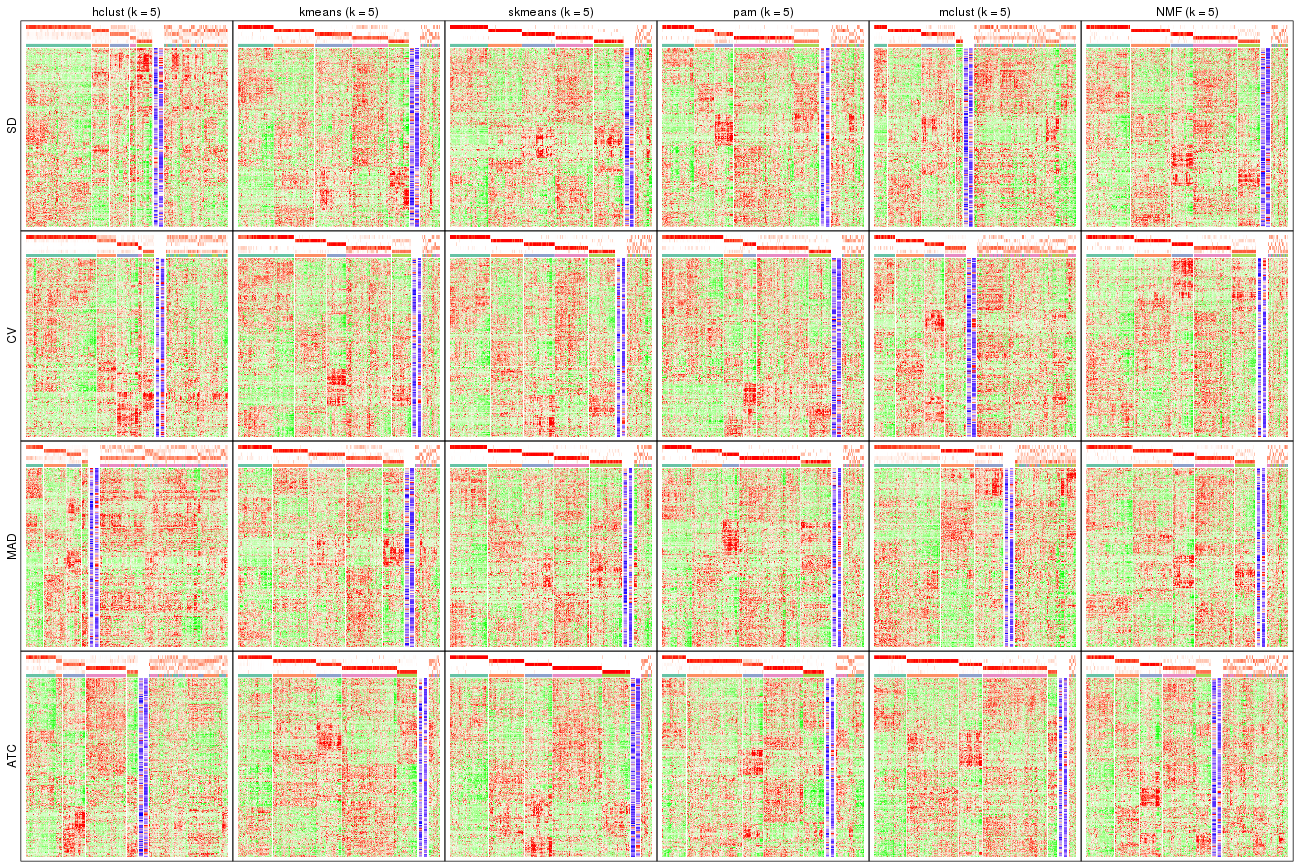 hclust (k = 5)
kmeans (k = 5)
skmeans (k = 5)
pam (k = 5)
mclust (k = 5)
NMF (k = 5)
SD
CV
MAD
ATC